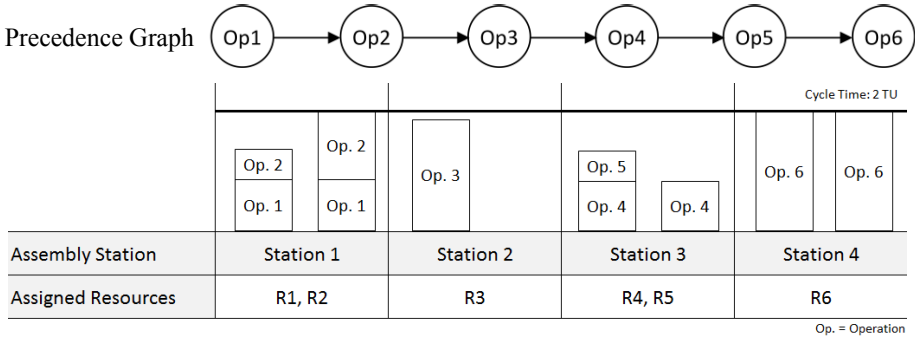 Precedence Graph Op1 Op2 Op3 Op4 Op5 Op6
Cycle Time: 2 TU
Op. 2 Op. 2 Op. 3 Op. 5 Op. 6 Op. 6
Op. 1 Op. 1 Op. 4 Op. 4
Assembly Station Station 1 Station 2 Station 3 Station 4
Assigned Resources R1, R2 R3 R4, R5 R6
Op. = Operation